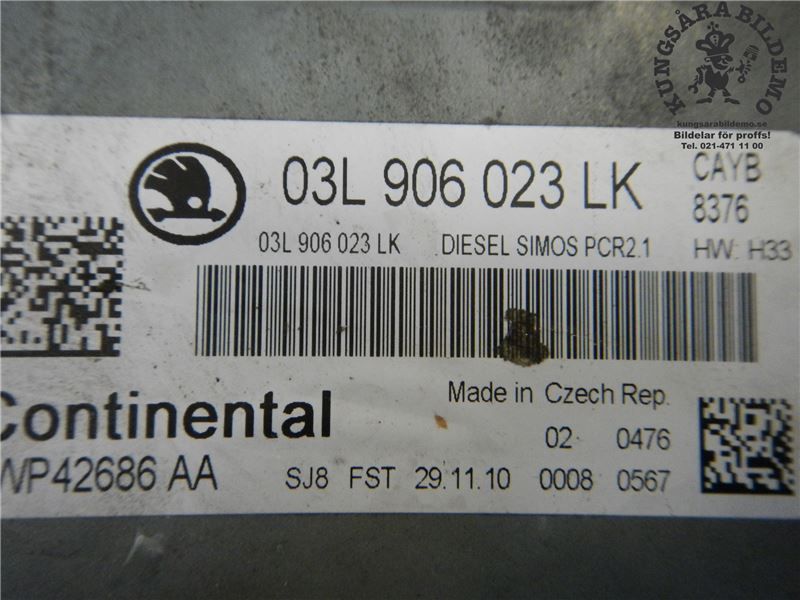 KUNGSÅRA BILDEMO
kungsarabildemo.se
Bildelar för proffs!
Tel. 021-471 11 00
03L 906 023 LK CAYB
8376
03L 906 023 LK DIESEL SIMOS PCR2.1 HW: H33
Continental
Made in Czech Rep.
02 0476
WP42686 AA SJ8 FST 29.11.10 0008 0567